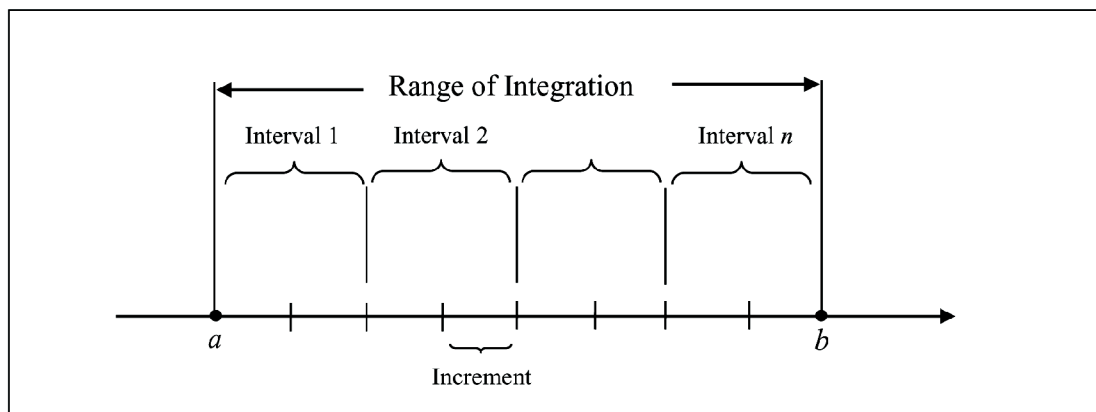 Range of Integration
Interval 1 Interval 2 Interval n
a b
Increment